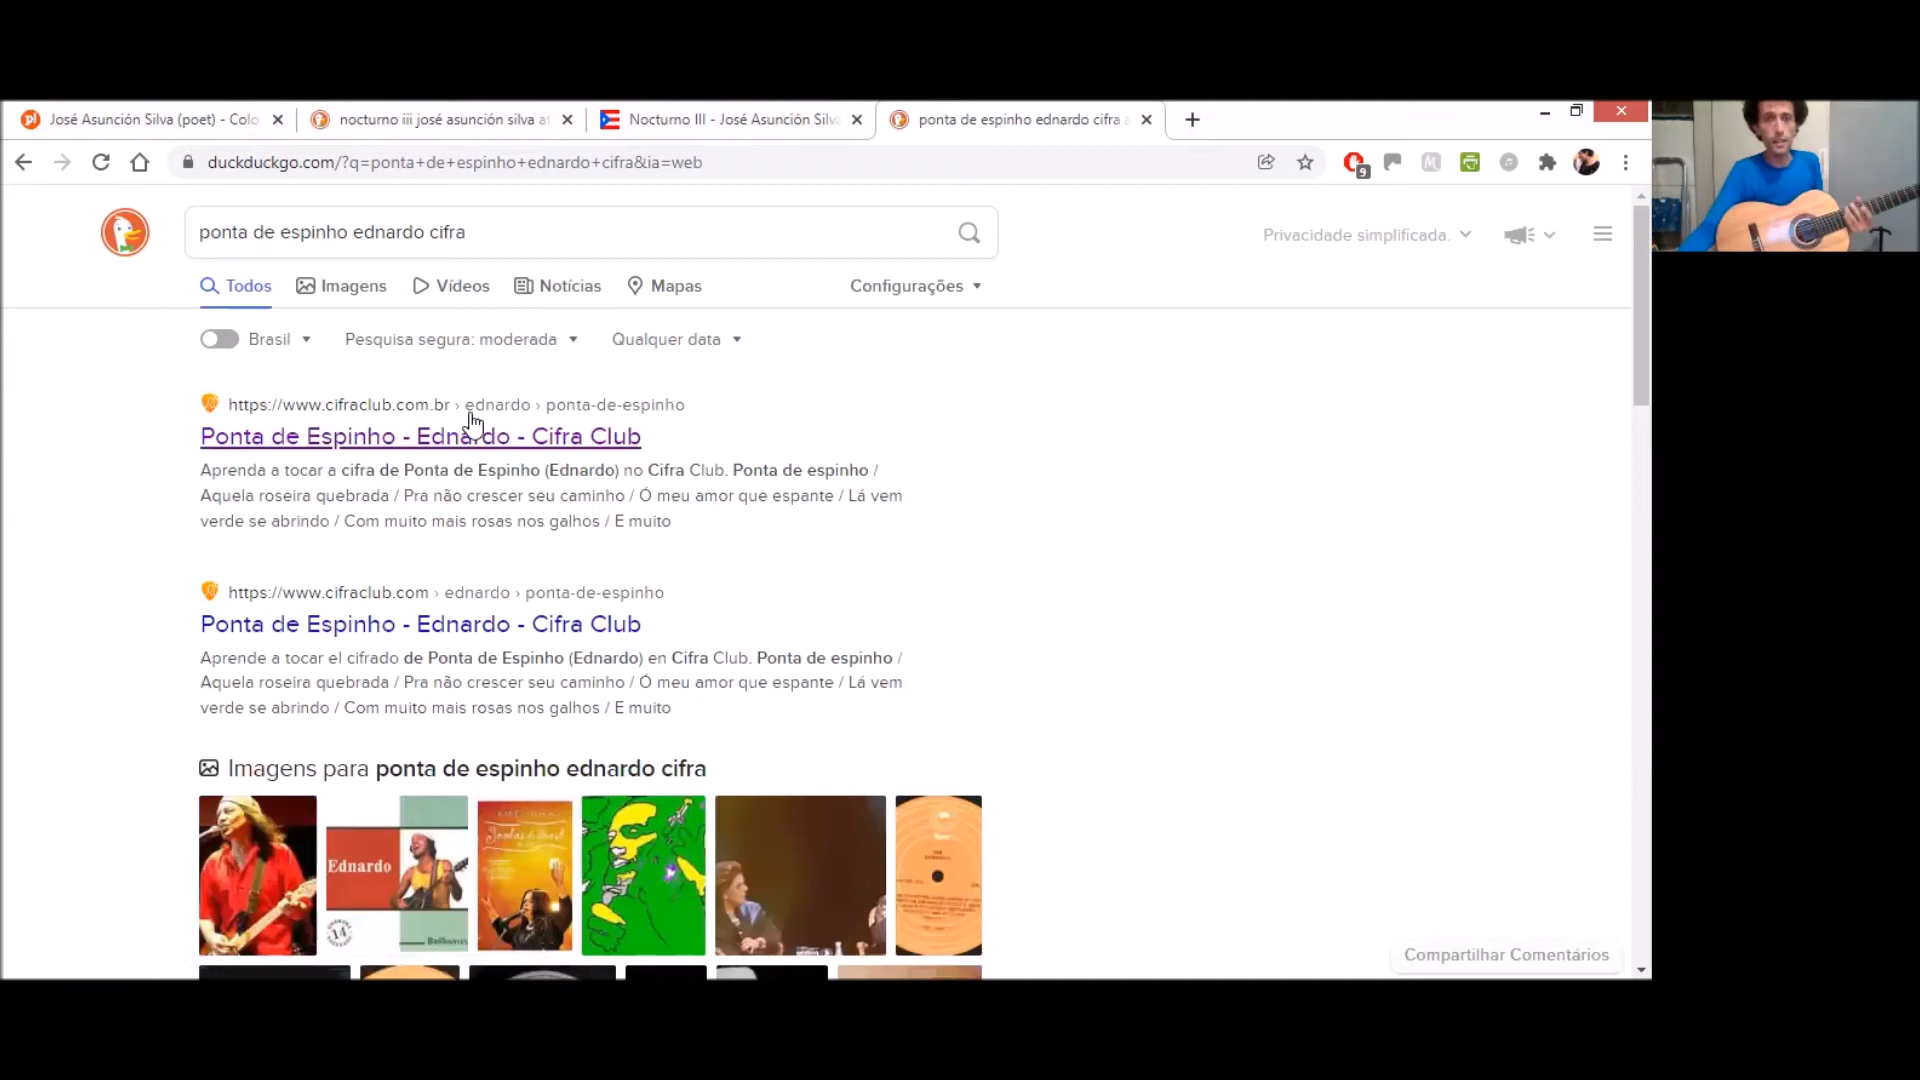 José Asunción Silva (poet) - Colo
nocturno iii josé asunción silva at
Nocturno III - José Asunción Silv
ponta de espinho ednardo cifra a
duckduckgo.com/?q=ponta+de+espinho+ednardo+cifra&ia=web
9
ponta de espinho ednardo cifra
Privacidade simplificada.
Todos
Imagens
Vídeos
Notícias
Mapas
Configurações
Brasil
Pesquisa segura: moderada
Qualquer data
https://www.cifraclub.com.br › ednardo › ponta-de-espinho
Ponta de Espinho - Ednardo - Cifra Club
Aprenda a tocar a cifra de Ponta de Espinho (Ednardo) no Cifra Club. Ponta de espinho /
Aquela roseira quebrada / Pra não crescer seu caminho / Ó meu amor que espante / Lá vem
verde se abrindo / Com muito mais rosas nos galhos / E muito
https://www.cifraclub.com › ednardo › ponta-de-espinho
Ponta de Espinho - Ednardo - Cifra Club
Aprende a tocar el cifrado de Ponta de Espinho (Ednardo) en Cifra Club. Ponta de espinho /
Aquela roseira quebrada / Pra não crescer seu caminho / Ó meu amor que espante / Lá vem
verde se abrindo / Com muito mais rosas nos galhos / E muito
Imagens para ponta de espinho ednardo cifra
Ednardo
14
Compartilhar Comentários